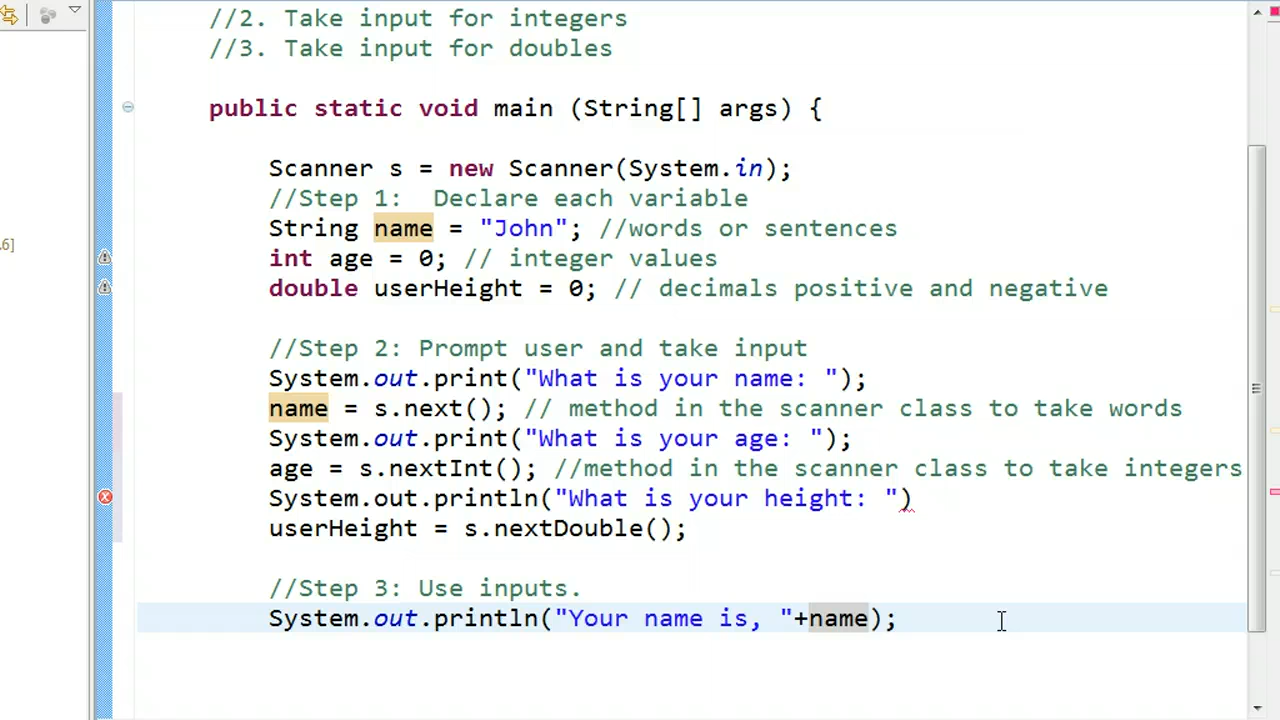 //2. Take input for integers
//3. Take input for doubles
public static void main (String[] args) {
Scanner s = new Scanner(System.in);
//Step 1:  Declare each variable
String name = "John"; //words or sentences
.6]
int age = 0; // integer values
double userHeight = 0; // decimals positive and negative
//Step 2: Prompt user and take input
System.out.print("What is your name: ");
name = s.next(); // method in the scanner class to take words
System.out.print("What is your age: ");
age = s.nextInt(); //method in the scanner class to take integers
System.out.println("What is your height: ")
userHeight = s.nextDouble();
//Step 3: Use inputs.
System.out.println("Your name is, "+name);